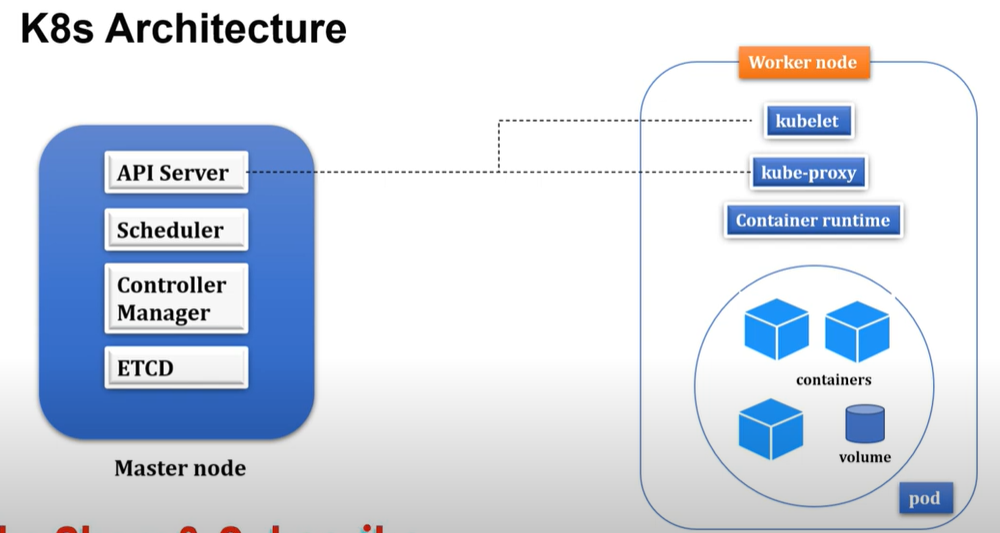 K8s Architecture
Worker node
kubelet
API Server
kube-proxy
Scheduler
Container runtime
Controller
Manager
ETCD
containers
volume
Master node
pod